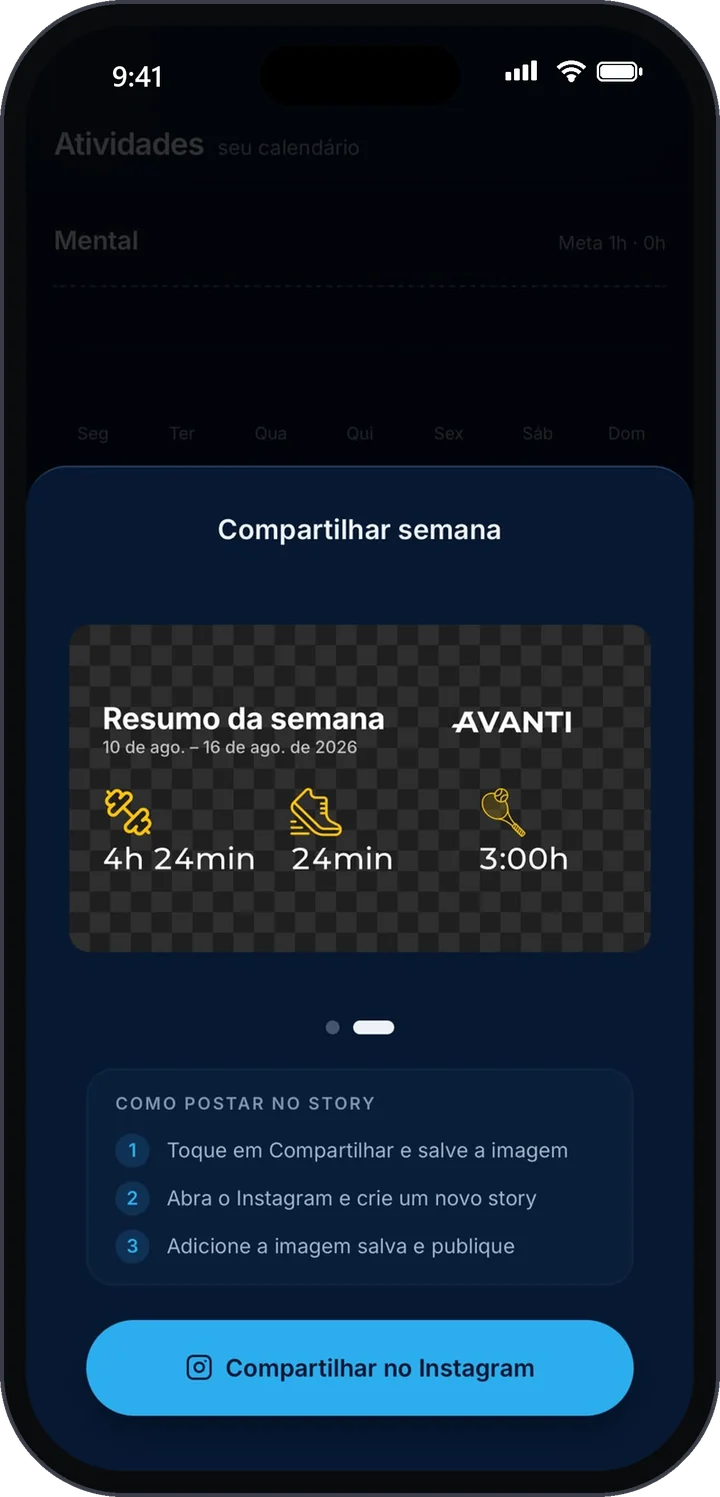 9:41
Atividades seu calendário
Mental Meta 1h · 0h
Seg Ter Qua Qui Sex Sáb Dom
Compartilhar semana
Resumo da semana AVANTI
10 de ago. – 16 de ago. de 2026
4h 24min 24min 3:00h
COMO POSTAR NO STORY
1 Toque em Compartilhar e salve a imagem
2 Abra o Instagram e crie um novo story
3 Adicione a imagem salva e publique
Compartilhar no Instagram